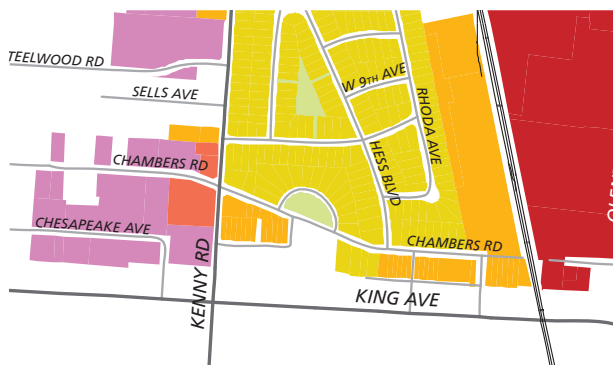 TEELWOOD RD
SELLS AVE
W 9TH AVE
RHODA AVE
CHAMBERS RD
HESS BLVD
CHESAPEAKE AVE
CHAMBERS RD
KENNY RD
KING AVE